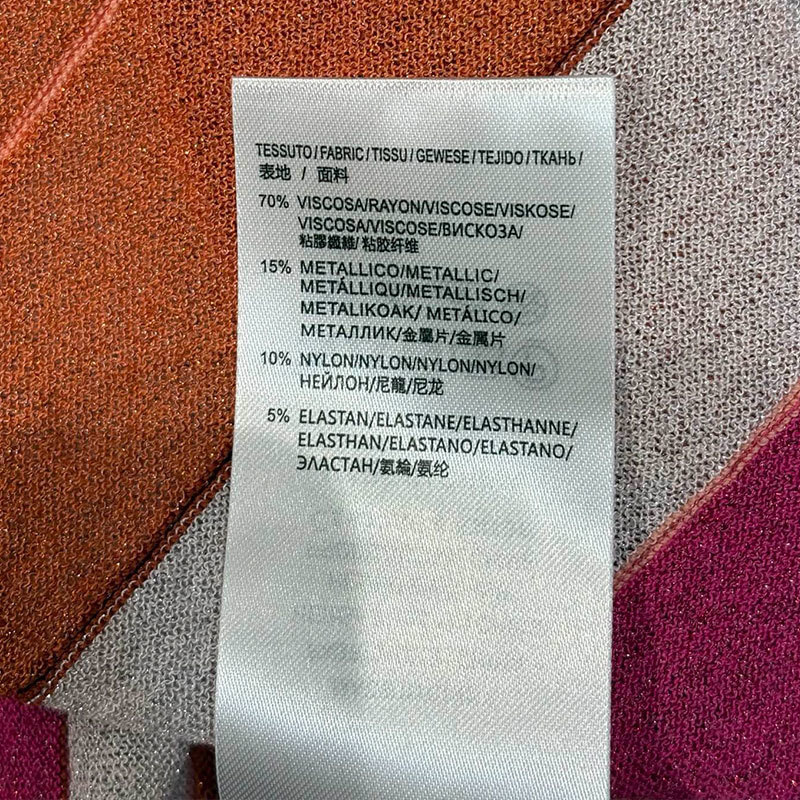 TESSUTO / FABRIC / TISSU / GEWESE / TEJIDO / ТКАНЬ /
表地 / 面料
70% VISCOSA/RAYON/VISCOSE/VISKOSE/
VISCOSA/VISCOSE/ВИСКОЗА/
粘膠纖維/ 粘胶纤维
15% METALLICO/METALLIC/
METÁLLIQU/METALLISCH/
METALIKOAK/ METÁLICO/
МЕТАЛЛИК/金屬片/金属片
10% NYLON/NYLON/NYLON/NYLON/
НЕЙЛОН/尼龍/尼龙
5% ELASTAN/ELASTANE/ELASTHANNE/
ELASTHAN/ELASTANO/ELASTANO/
ЭЛАСТАН/氨綸/氨纶